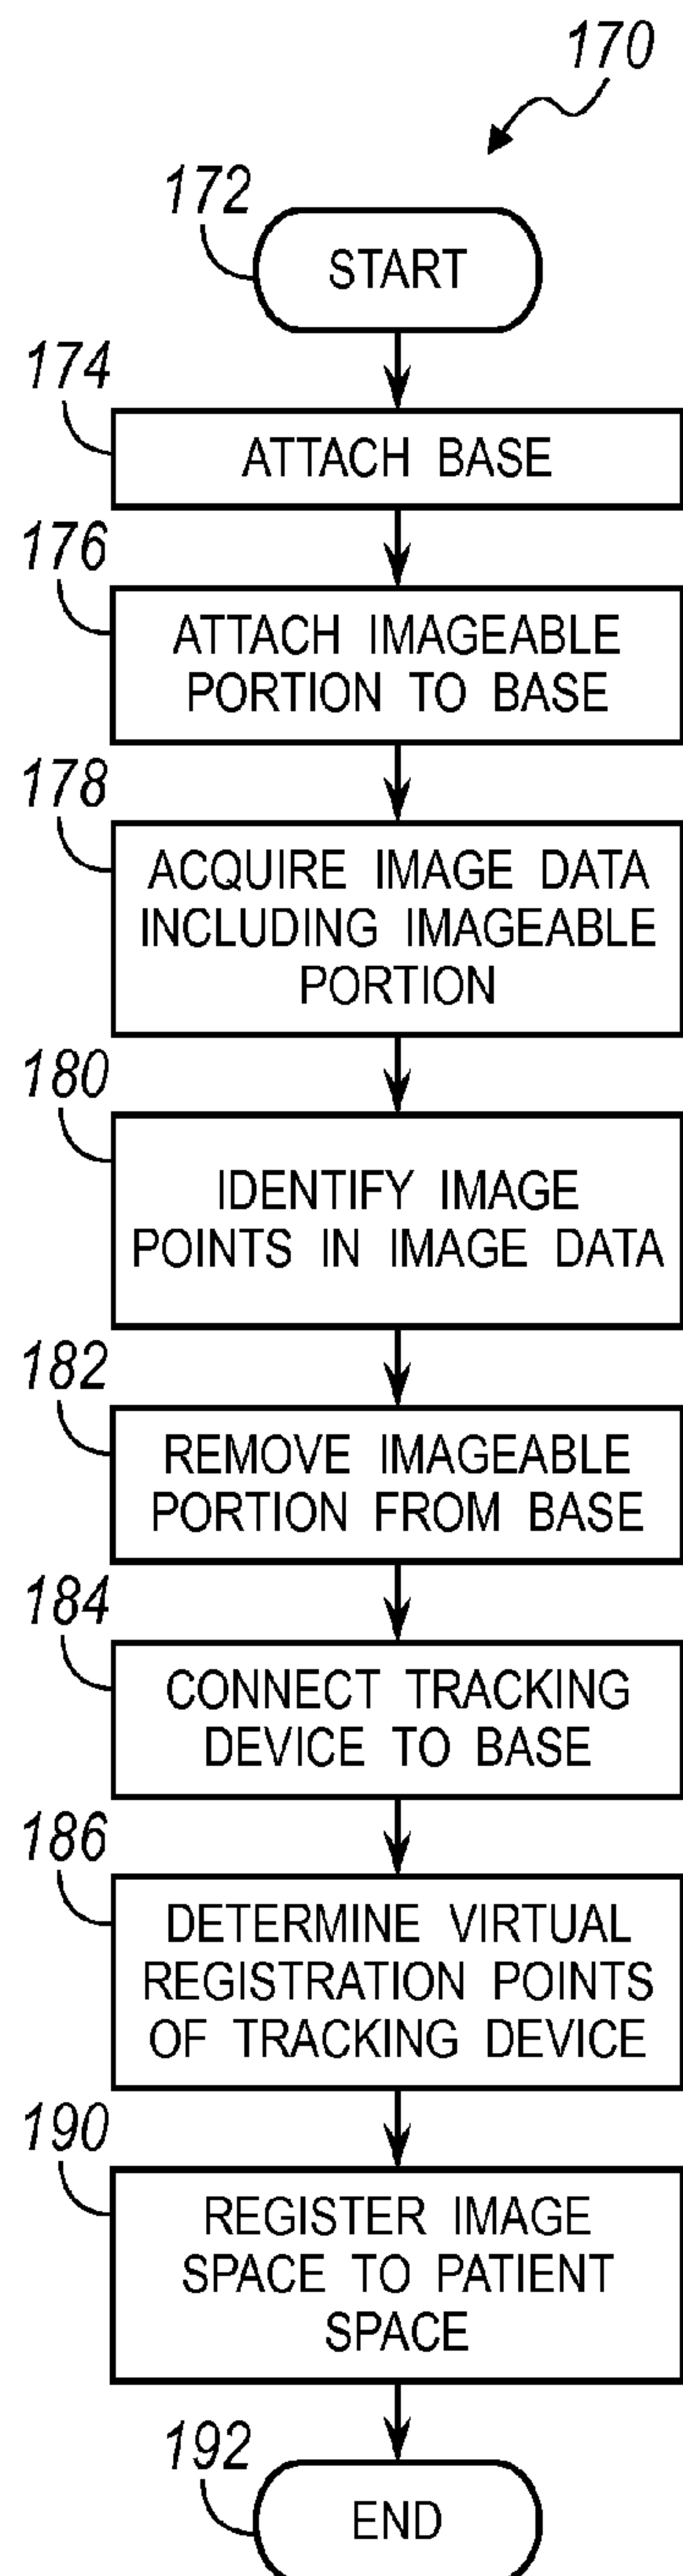 170
172
START
174
ATTACH BASE
176
ATTACH IMAGEABLE
PORTION TO BASE
178
ACQUIRE IMAGE DATA
INCLUDING IMAGEABLE
PORTION
180
IDENTIFY IMAGE
POINTS IN IMAGE DATA
182
REMOVE IMAGEABLE
PORTION FROM BASE
184
CONNECT TRACKING
DEVICE TO BASE
186
DETERMINE VIRTUAL
REGISTRATION POINTS
OF TRACKING DEVICE
190
REGISTER IMAGE
SPACE TO PATIENT
SPACE
192
END